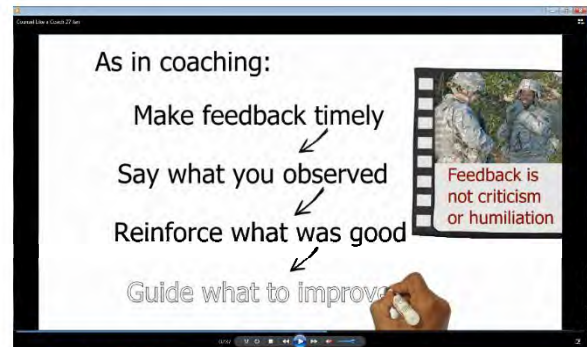 Counsel Like a Coach 27 Jan
As in coaching:
Make feedback timely
Say what you observed
Reinforce what was good
Guide what to improve
Feedback is
not criticism
or humiliation